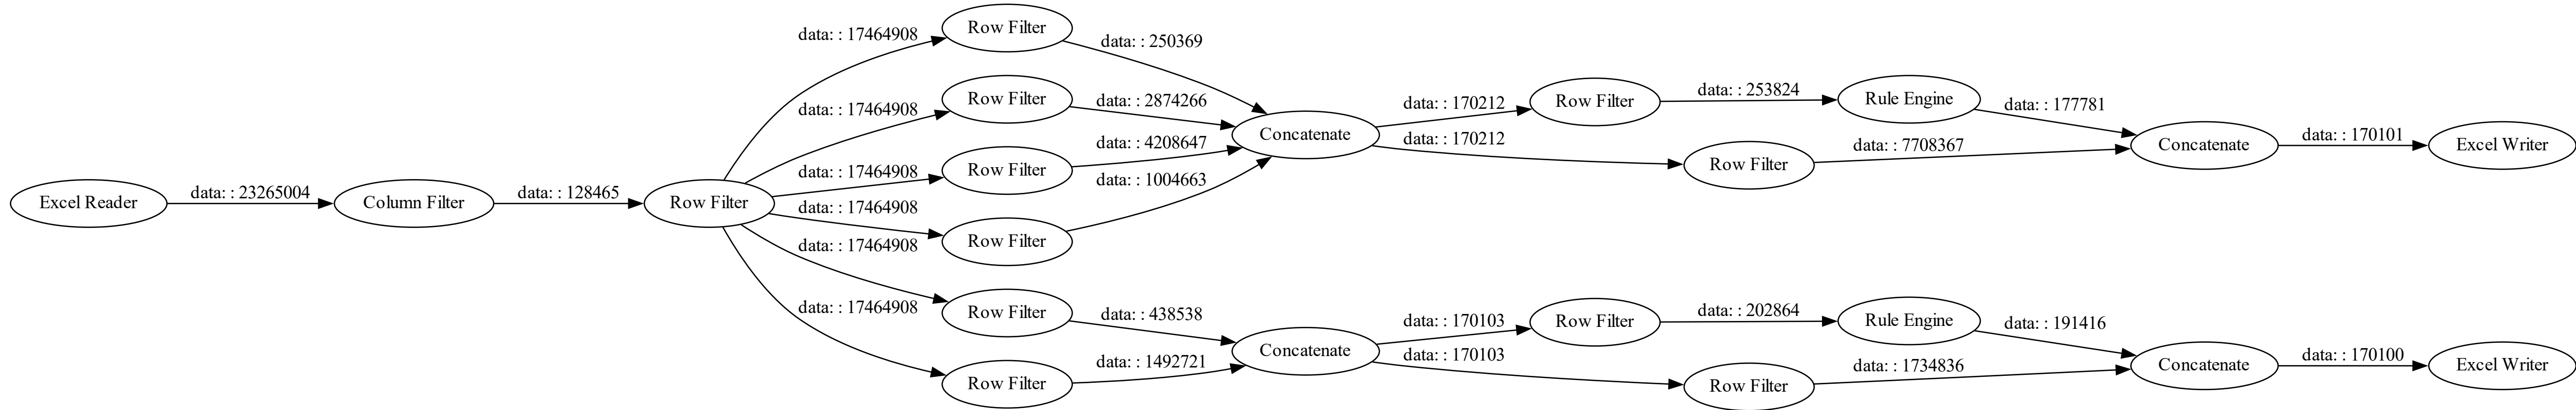 Row Filter
data: : 17464908
data: : 250369
Row Filter
data: : 17464908
data: : 2874266
data: : 170212
Row Filter
data: : 253824
Rule Engine
data: : 177781
Concatenate
data: : 170212
Concatenate
data: : 170101
Excel Writer
data: : 4208647
data: : 7708367
Row Filter
data: : 17464908
Row Filter
data: : 1004663
Excel Reader
data: : 23265004
Column Filter
data: : 128465
Row Filter
data: : 17464908
Row Filter
data: : 17464908
Row Filter
data: : 438538
data: : 17464908
data: : 170103
Row Filter
data: : 202864
Rule Engine
data: : 191416
Concatenate
data: : 170103
data: : 1492721
Row Filter
data: : 1734836
Row Filter
Concatenate
data: : 170100
Excel Writer